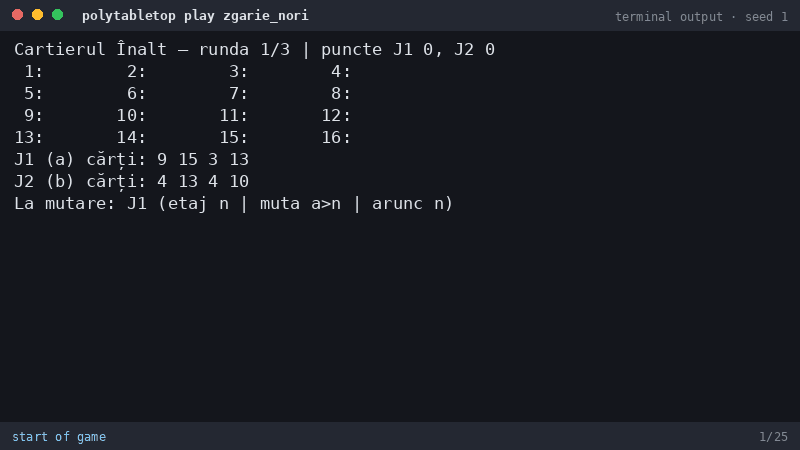 polytabletop play zgarie_nori
terminal output · seed 1
Cartierul Înalt — runda 1/3 | puncte J1 0, J2 0
1: 2: 3: 4:
5: 6: 7: 8:
9: 10: 11: 12:
13: 14: 15: 16:
J1 (a) cărți: 9 15 3 13
J2 (b) cărți: 4 13 4 10
La mutare: J1 (etaj n | muta a>n | arunc n)
start of game
1/25